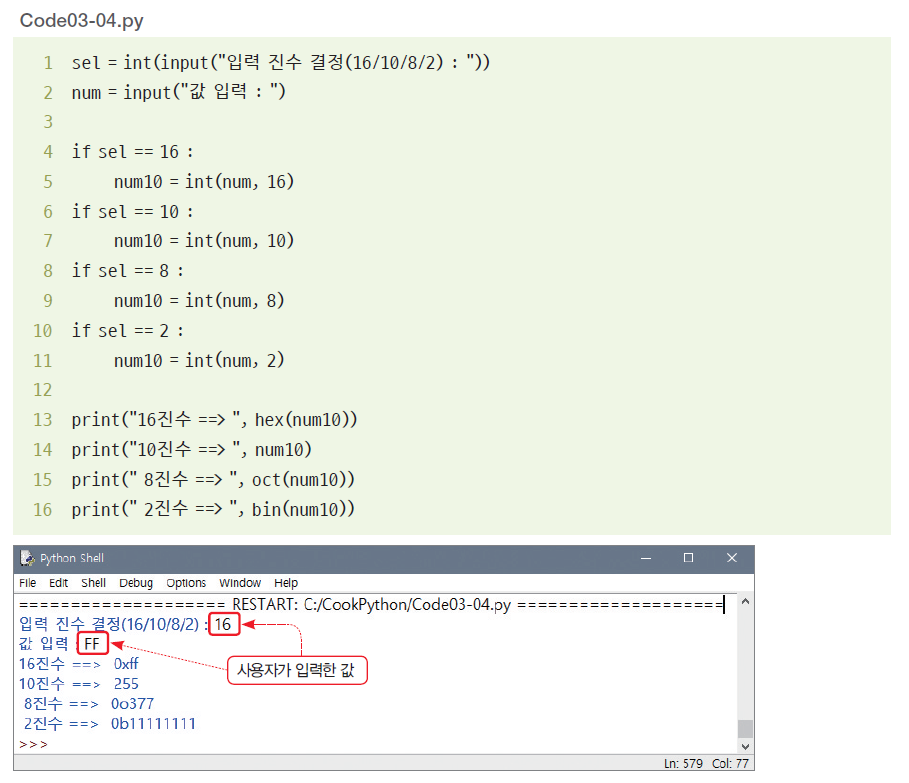 Code03-04.py
1 sel = int(input("입력 진수 결정(16/10/8/2) : "))
2 num = input("값 입력 : ")
3
4 if sel == 16 :
5 num10 = int(num, 16)
6 if sel == 10 :
7 num10 = int(num, 10)
8 if sel == 8 :
9 num10 = int(num, 8)
10 if sel == 2 :
11 num10 = int(num, 2)
12
13 print("16진수 ==> ", hex(num10))
14 print("10진수 ==> ", num10)
15 print(" 8진수 ==> ", oct(num10))
16 print(" 2진수 ==> ", bin(num10))
Python Shell
File Edit Shell Debug Options Window Help
==================== RESTART: C:/CookPython/Code03-04.py ====================
입력 진수 결정(16/10/8/2) : 16
값 입력 : FF
사용자가 입력한 값
16진수 ==> 0xff
10진수 ==> 255
8진수 ==> 0o377
2진수 ==> 0b11111111
>>>
Ln: 579 Col: 77